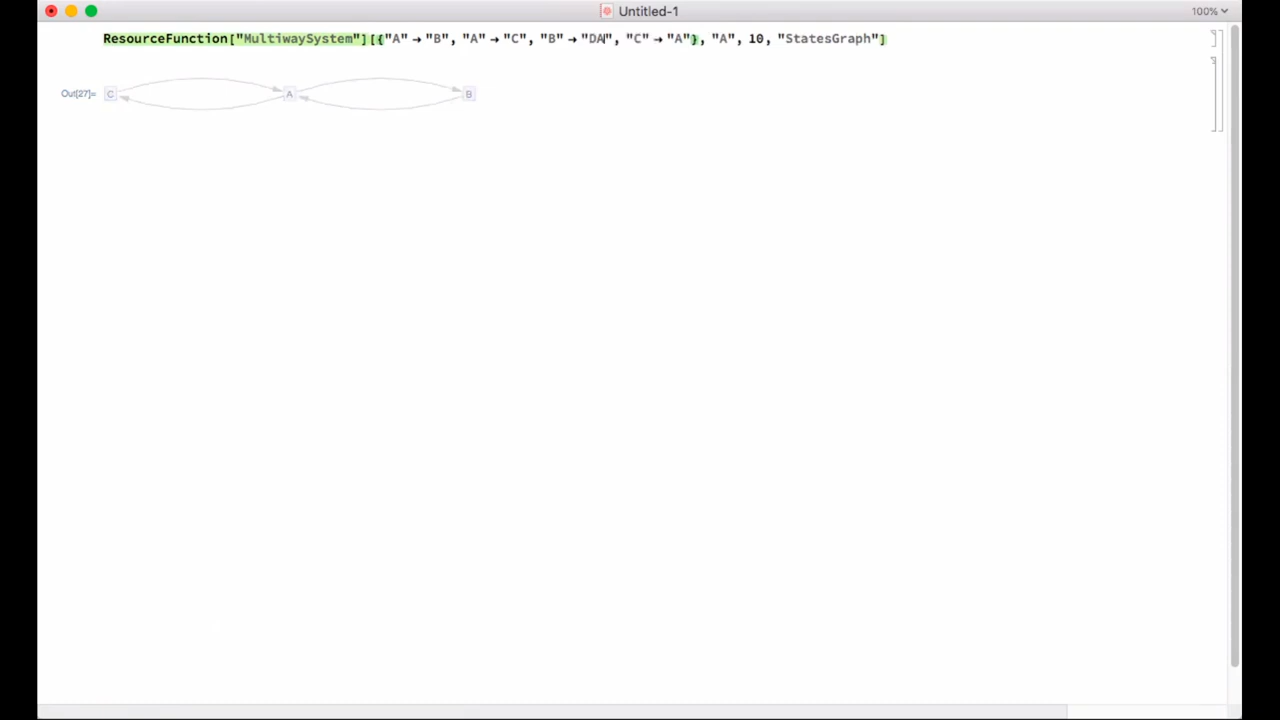 Untitled-1
100%
ResourceFunction["MultiwaySystem"][{"A" → "B", "A" → "C", "B" → "DA", "C" → "A"}, "A", 10, "StatesGraph"]
Out[27]= C A B